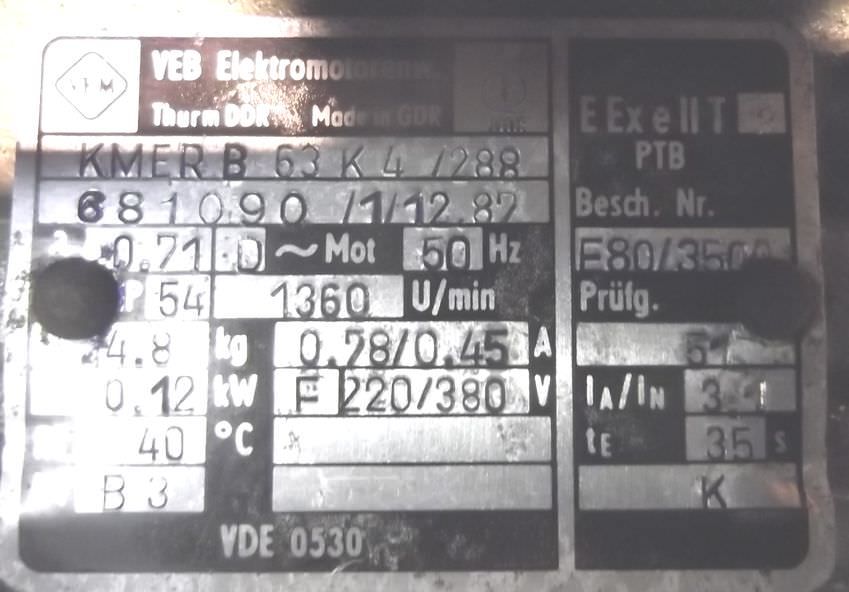 VEM
VEB Elektromotorenw.
Thurm DDR Made in GDR
KMER B 63 K 4 /288
681090 /1/12.87
0.71 D ~ Mot 50 Hz
P 54 1360 U/min
4.8 kg 0.78/0.45 A
0.12 kW F 220/380 V
40 °C
B 3
VDE 0530
E Ex e II T
PTB
Besch. Nr.
Prüfg.
IA/IN
tE 35 s
K